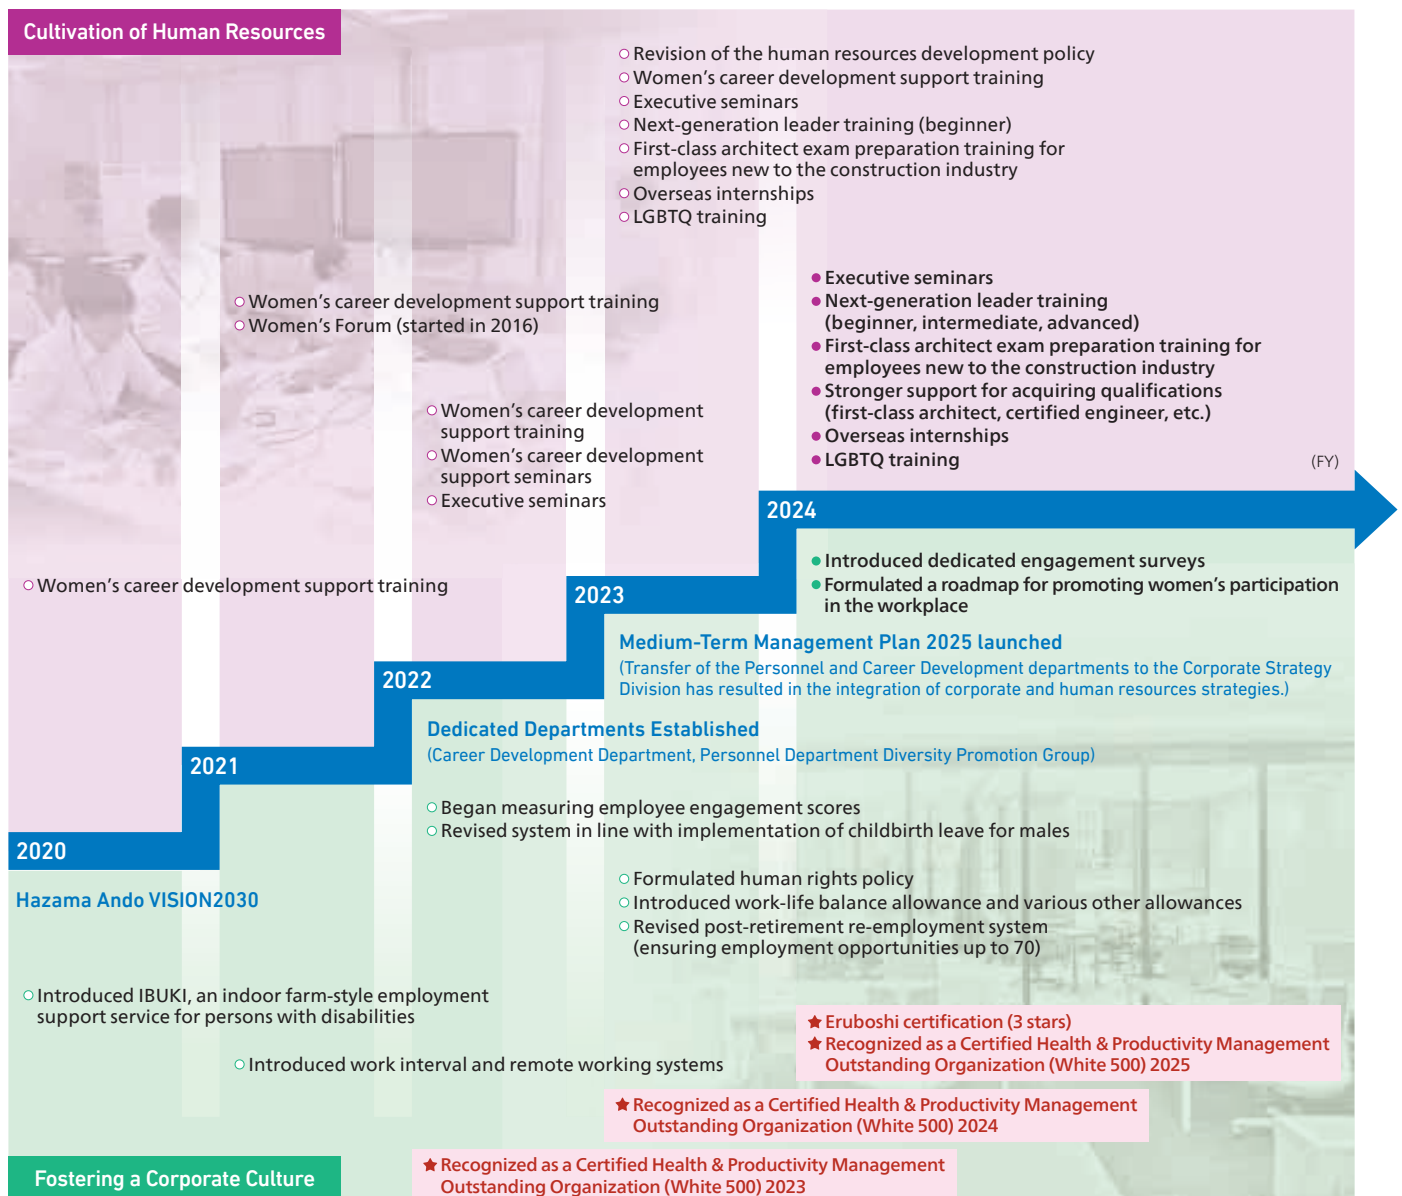 Cultivation of Human Resources
Revision of the human resources development policy
Women's career development support training
Executive seminars
Next-generation leader training (beginner)
First-class architect exam preparation training for
employees new to the construction industry
Overseas internships
LGBTQ training
Women's career development support training
Women's Forum (started in 2016)
Executive seminars
Next-generation leader training
(beginner, intermediate, advanced)
First-class architect exam preparation training for
employees new to the construction industry
Stronger support for acquiring qualifications
(first-class architect, certified engineer, etc.)
Overseas internships
LGBTQ training
(FY)
Women's career development
support training
Women's career development
support seminars
Executive seminars
Women's career development support training
2024
Introduced dedicated engagement surveys
Formulated a roadmap for promoting women's participation
in the workplace
2023
Medium-Term Management Plan 2025 launched
(Transfer of the Personnel and Career Development departments to the Corporate Strategy
Division has resulted in the integration of corporate and human resources strategies.)
2022
Dedicated Departments Established
(Career Development Department, Personnel Department Diversity Promotion Group)
2021
Began measuring employee engagement scores
Revised system in line with implementation of childbirth leave for males
2020
Hazama Ando VISION2030
Formulated human rights policy
Introduced work-life balance allowance and various other allowances
Revised post-retirement re-employment system
(ensuring employment opportunities up to 70)
Introduced IBUKI, an indoor farm-style employment
support service for persons with disabilities
Introduced work interval and remote working systems
★ Eruboshi certification (3 stars)
★ Recognized as a Certified Health & Productivity Management
Outstanding Organization (White 500) 2025
★ Recognized as a Certified Health & Productivity Management
Outstanding Organization (White 500) 2024
★ Recognized as a Certified Health & Productivity Management
Outstanding Organization (White 500) 2023
Fostering a Corporate Culture